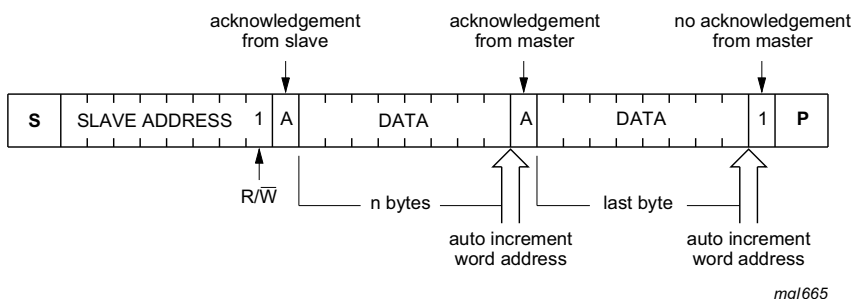 acknowledgement from slave
acknowledgement from master
no acknowledgement from master
S SLAVE ADDRESS 1 A DATA A DATA 1 P
R/W̅
n bytes
last byte
auto increment word address
auto increment word address
mgl665